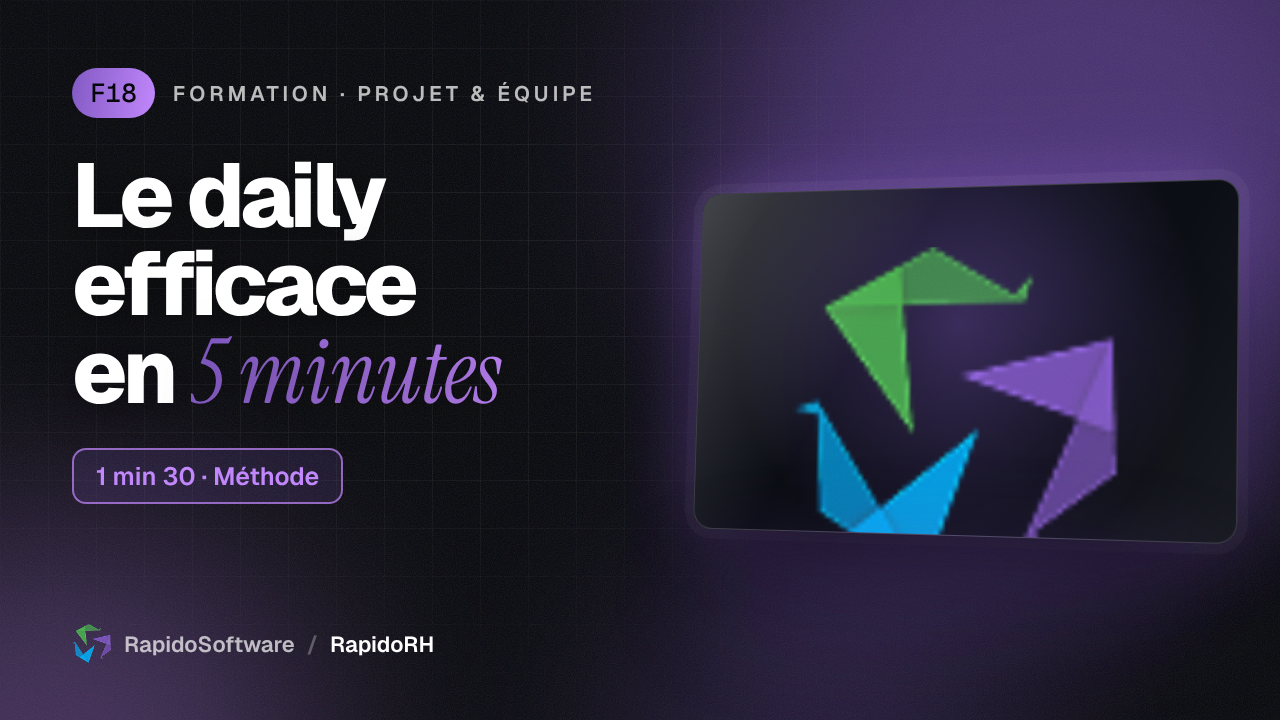 F18 FORMATION · PROJET & ÉQUIPE
Le daily
efficace
en 5 minutes
1 min 30 · Méthode
RapidoSoftware / RapidoRH